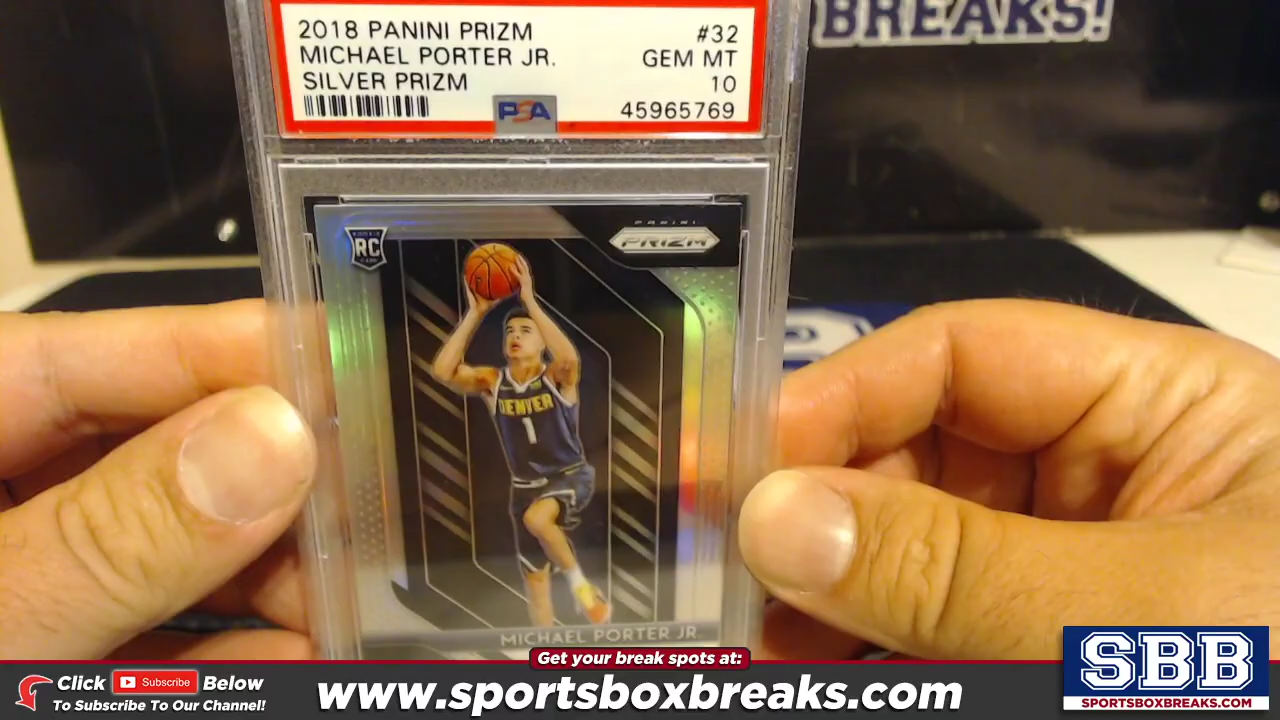 BREAKS!
2018 PANINI PRIZM #32
MICHAEL PORTER JR. GEM MT
SILVER PRIZM 10
PSA 45965769
RC
PANINI
PRIZM
DENVER
1
MICHAEL PORTER JR.
Get your break spots at:
Click Subscribe Below
To Subscribe To Our Channel!
www.sportsboxbreaks.com
SBB
SPORTSBOXBREAKS.COM